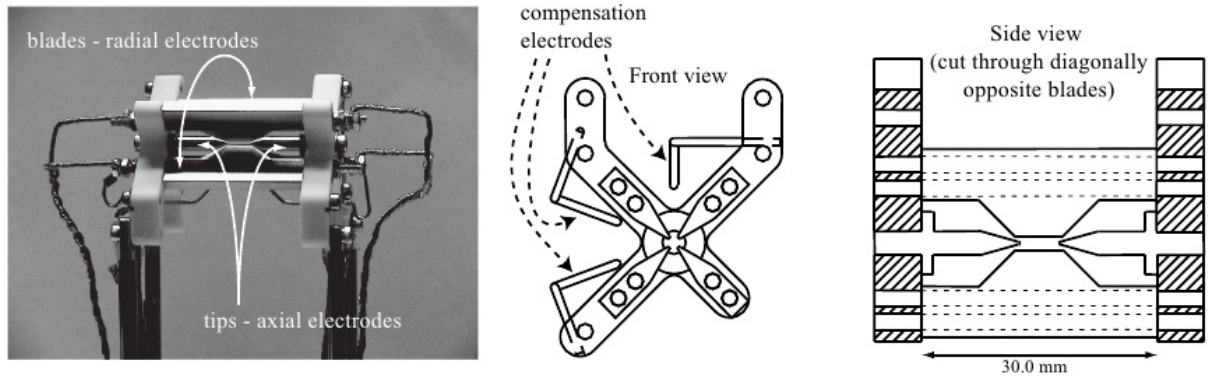 blades - radial electrodes
tips - axial electrodes
compensation
electrodes
Front view
Side view
(cut through diagonally
opposite blades)
30.0 mm